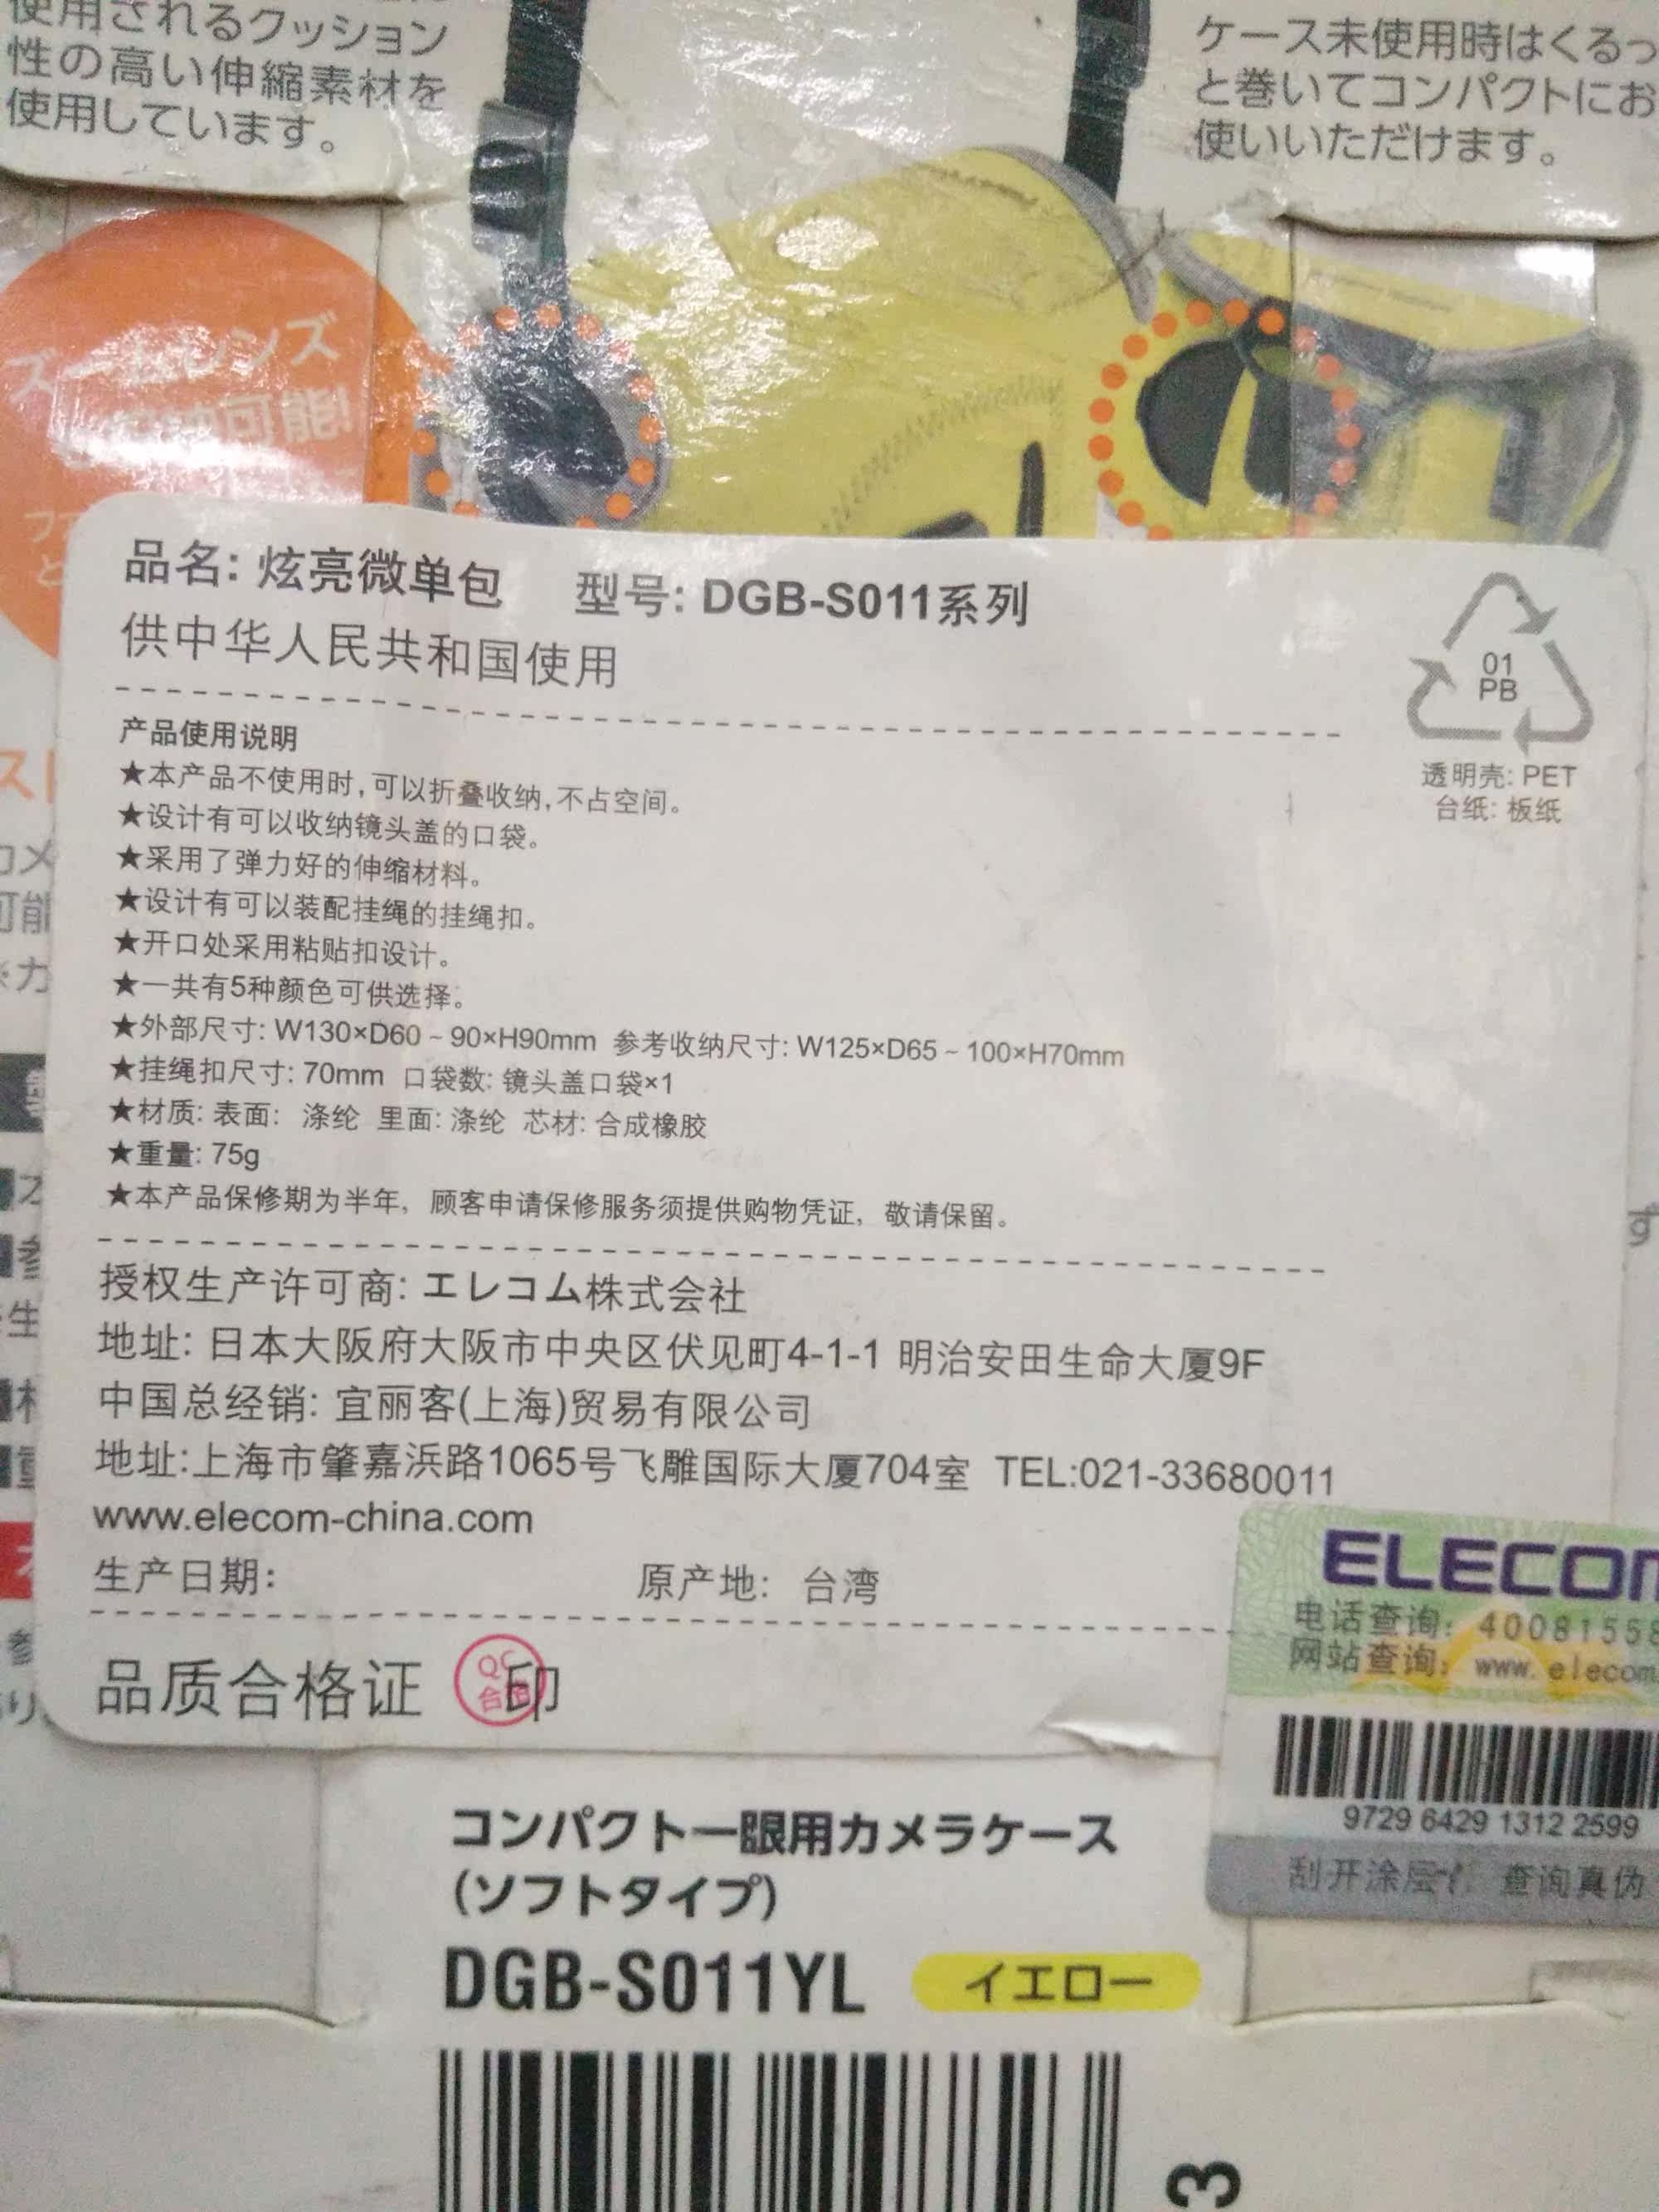 使用されるクッション
性の高い伸縮素材を
使用しています。
ケース未使用時はくるっ
と巻いてコンパクトにお
使いいただけます。
ズームレンズ
可能!
品名: 炫亮微单包 型号: DGB-S011系列
供中华人民共和国使用
01
PB
透明壳: PET
台纸: 板纸
产品使用说明
★本产品不使用时,可以折叠收纳,不占空间。
★设计有可以收纳镜头盖的口袋。
★采用了弹力好的伸缩材料。
★设计有可以装配挂绳的挂绳扣。
★开口处采用粘贴扣设计。
★一共有5种颜色可供选择。
★外部尺寸: W130×D60~90×H90mm 参考收纳尺寸: W125×D65~100×H70mm
★挂绳扣尺寸: 70mm 口袋数: 镜头盖口袋×1
★材质: 表面: 涤纶 里面: 涤纶 芯材: 合成橡胶
★重量: 75g
★本产品保修期为半年, 顾客申请保修服务须提供购物凭证, 敬请保留。
授权生产许可商: エレコム株式会社
地址: 日本大阪府大阪市中央区伏见町4-1-1 明治安田生命大厦9F
中国总经销: 宜丽客(上海)贸易有限公司
地址:上海市肇嘉浜路1065号飞雕国际大厦704室 TEL:021-33680011
www.elecom-china.com
生产日期: 原产地: 台湾
品质合格证 印
QC
ELECOM
电话查询: 40081558
网站查询: www.elecom
9729 6429 1312 2599
刮开涂层 查询真伪
コンパクト一眼用カメラケース
(ソフトタイプ)
DGB-S011YL イエロー
3